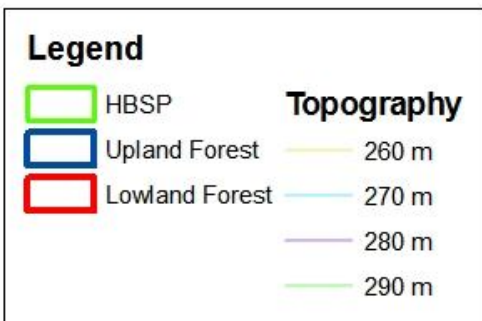 Legend
HBSP
Upland Forest
Lowland Forest
Topography
260 m
270 m
280 m
290 m